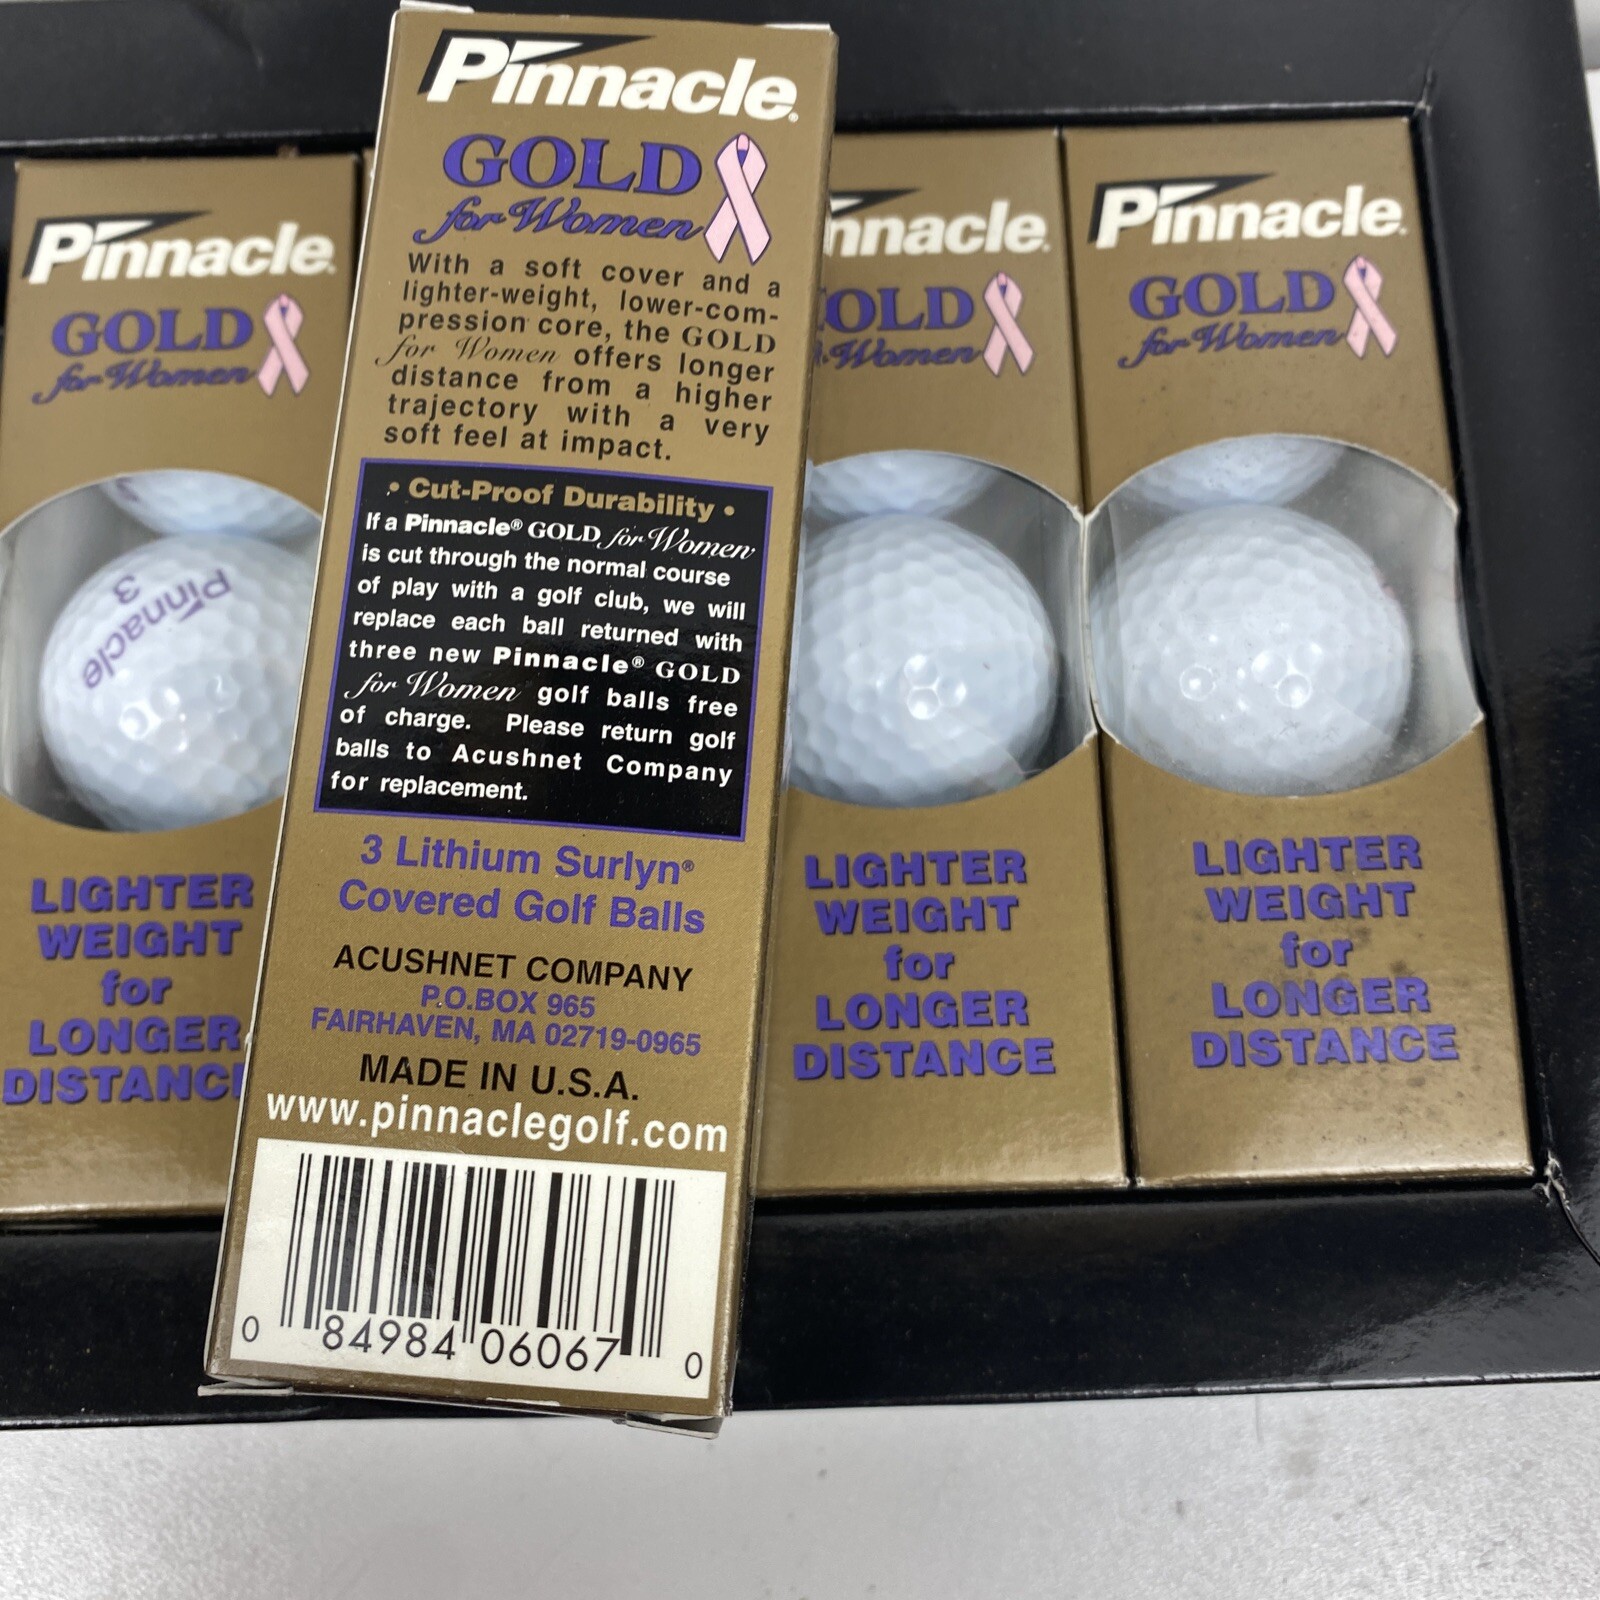 Pinnacle®
GOLD
for Women
With a soft cover and a
lighter-weight, lower-com-
pression core, the GOLD
for Women offers longer
distance from a higher
trajectory with a very
soft feel at impact.
• Cut-Proof Durability •
If a Pinnacle® GOLD for Women
is cut through the normal course
of play with a golf club, we will
replace each ball returned with
three new Pinnacle® GOLD
for Women golf balls free
of charge. Please return golf
balls to Acushnet Company
for replacement.
3 Lithium Surlyn®
Covered Golf Balls
ACUSHNET COMPANY
P.O.BOX 965
FAIRHAVEN, MA 02719-0965
MADE IN U.S.A.
www.pinnaclegolf.com
0 84984 06067 0
Pinnacle®
GOLD
for Women
Pinnacle
3
LIGHTER
WEIGHT
for
LONGER
DISTANC
nnacle®
OLD
Women
LIGHTER
WEIGHT
for
LONGER
DISTANCE
Pinnacle®
GOLD
for Women
LIGHTER
WEIGHT
for
LONGER
DISTANCE